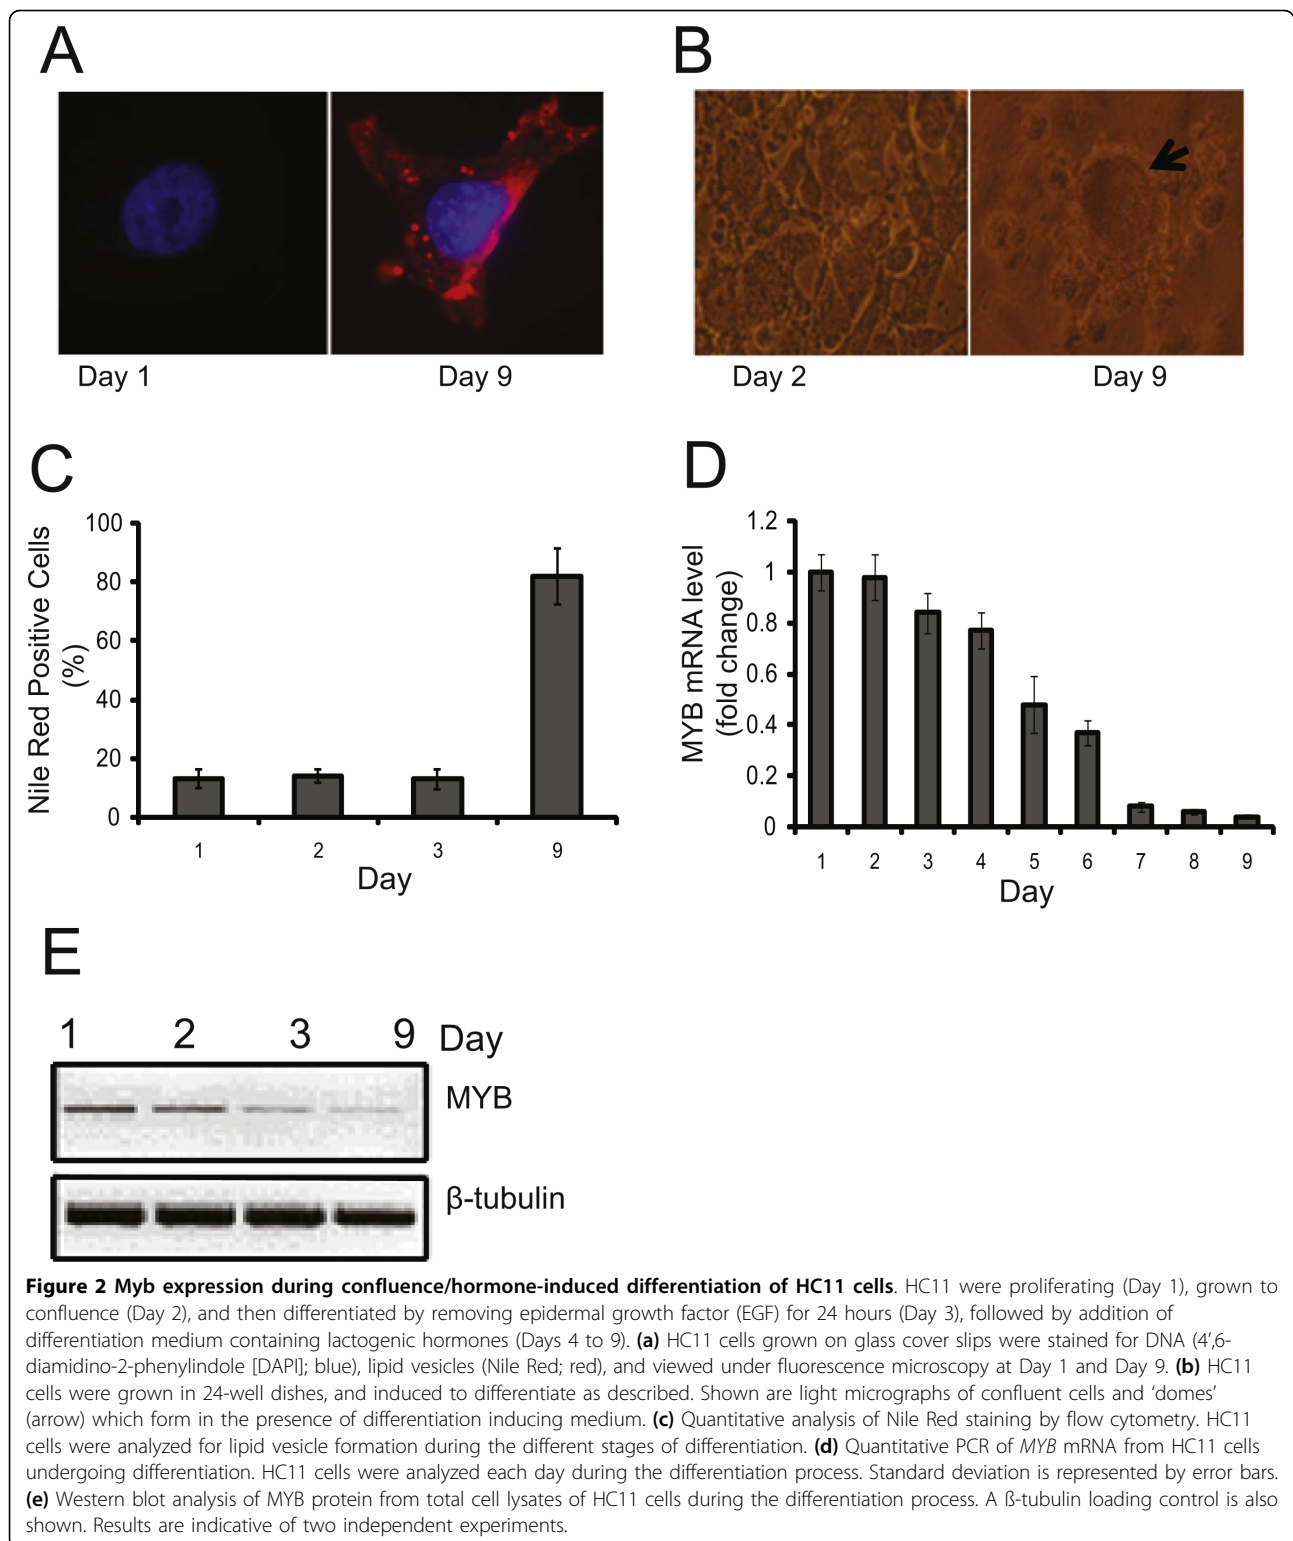 A
B
Day 1
Day 9
Day 2
Day 9
C
Nile Red Positive Cells
(%)
100
80
60
40
20
0
1 2 3 9
Day
D
MYB mRNA level
(fold change)
1.2
1
0.8
0.6
0.4
0.2
0
1 2 3 4 5 6 7 8 9
Day
E
1 2 3 9 Day
MYB
β-tubulin
Figure 2 Myb expression during confluence/hormone-induced differentiation of HC11 cells. HC11 were proliferating (Day 1), grown to
confluence (Day 2), and then differentiated by removing epidermal growth factor (EGF) for 24 hours (Day 3), followed by addition of
differentiation medium containing lactogenic hormones (Days 4 to 9). (a) HC11 cells grown on glass cover slips were stained for DNA (4′,6-
diamidino-2-phenylindole [DAPI]; blue), lipid vesicles (Nile Red; red), and viewed under fluorescence microscopy at Day 1 and Day 9. (b) HC11
cells were grown in 24-well dishes, and induced to differentiate as described. Shown are light micrographs of confluent cells and ‘domes’
(arrow) which form in the presence of differentiation inducing medium. (c) Quantitative analysis of Nile Red staining by flow cytometry. HC11
cells were analyzed for lipid vesicle formation during the different stages of differentiation. (d) Quantitative PCR of MYB mRNA from HC11 cells
undergoing differentiation. HC11 cells were analyzed each day during the differentiation process. Standard deviation is represented by error bars.
(e) Western blot analysis of MYB protein from total cell lysates of HC11 cells during the differentiation process. A ß-tubulin loading control is also
shown. Results are indicative of two independent experiments.